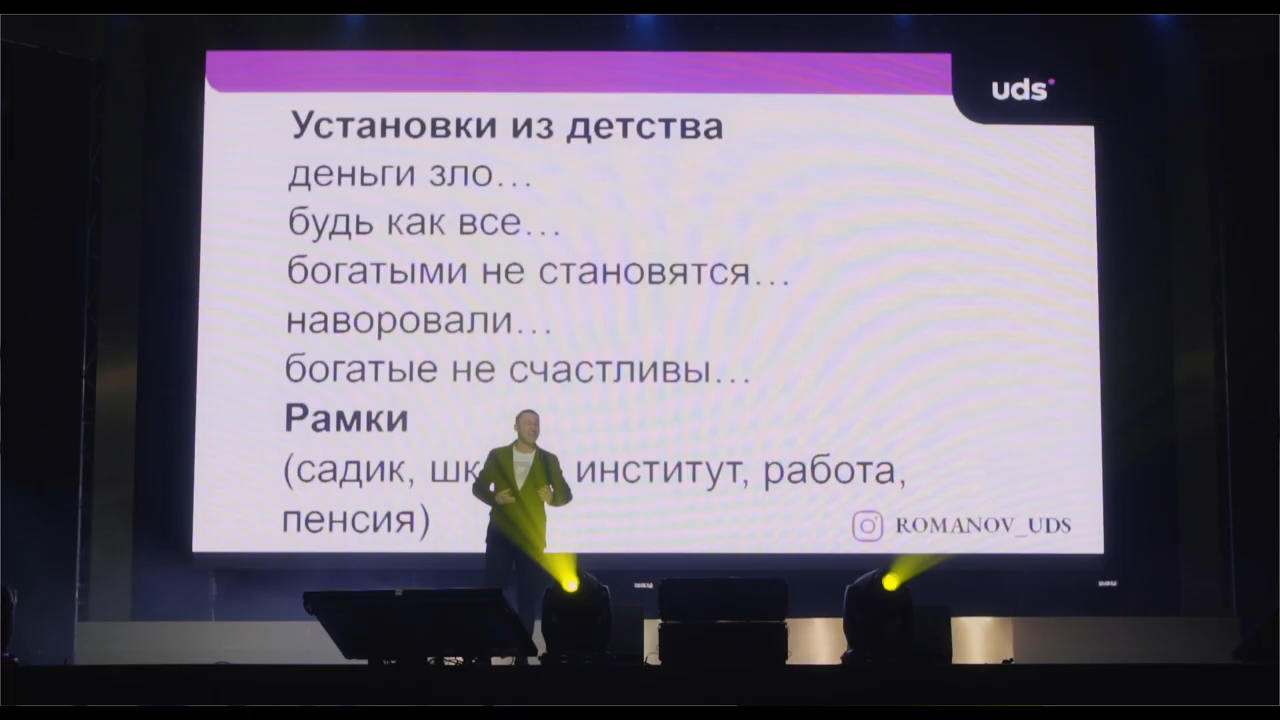 uds
Установки из детства
деньги зло…
будь как все…
богатыми не становятся…
наворовали…
богатые не счастливы…
Рамки
(садик, институт, работа,
пенсия)
ROMANOV_UDS